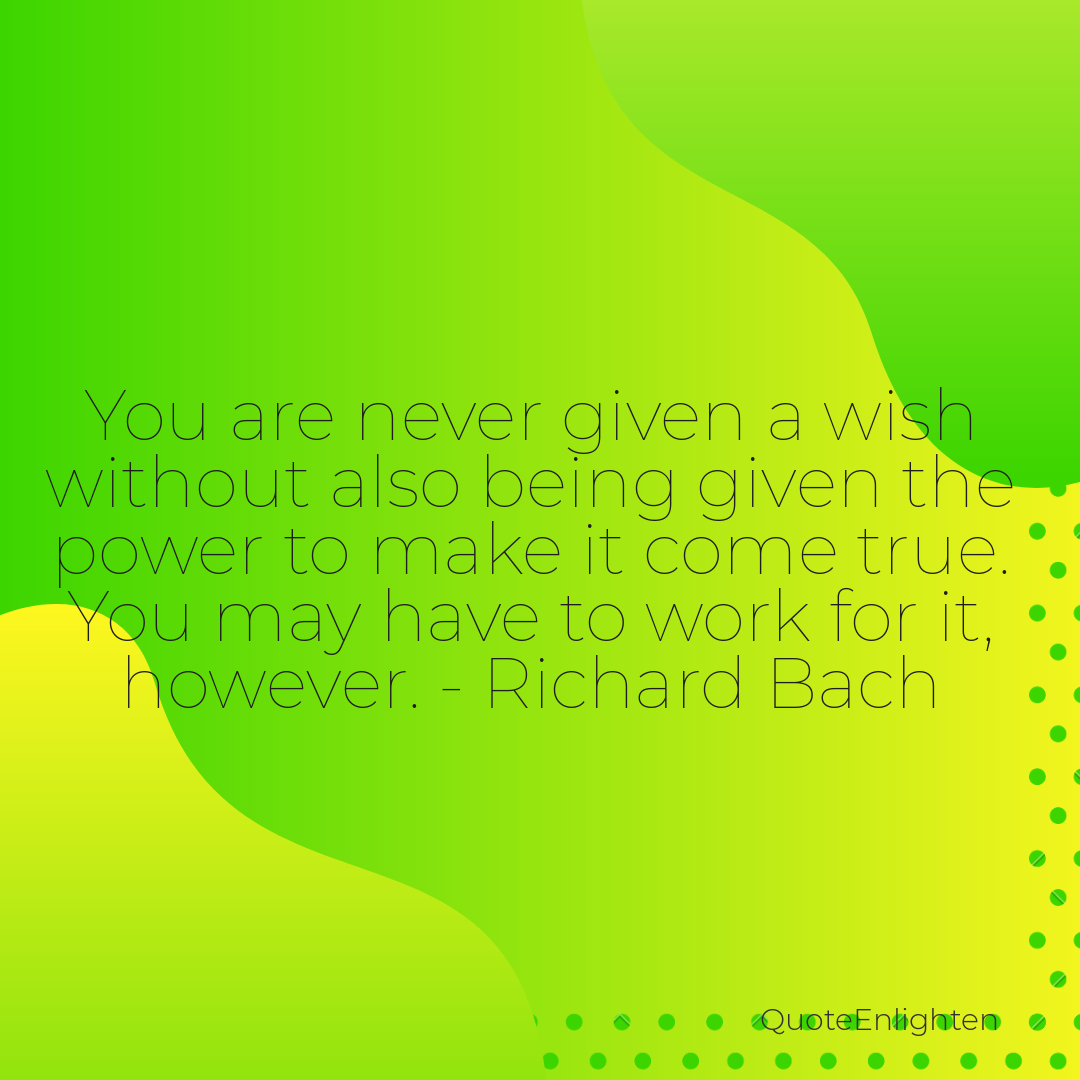 You are never given a wish
without also being given the
power to make it come true.
You may have to work for it,
however. - Richard Bach
QuoteEnlighten